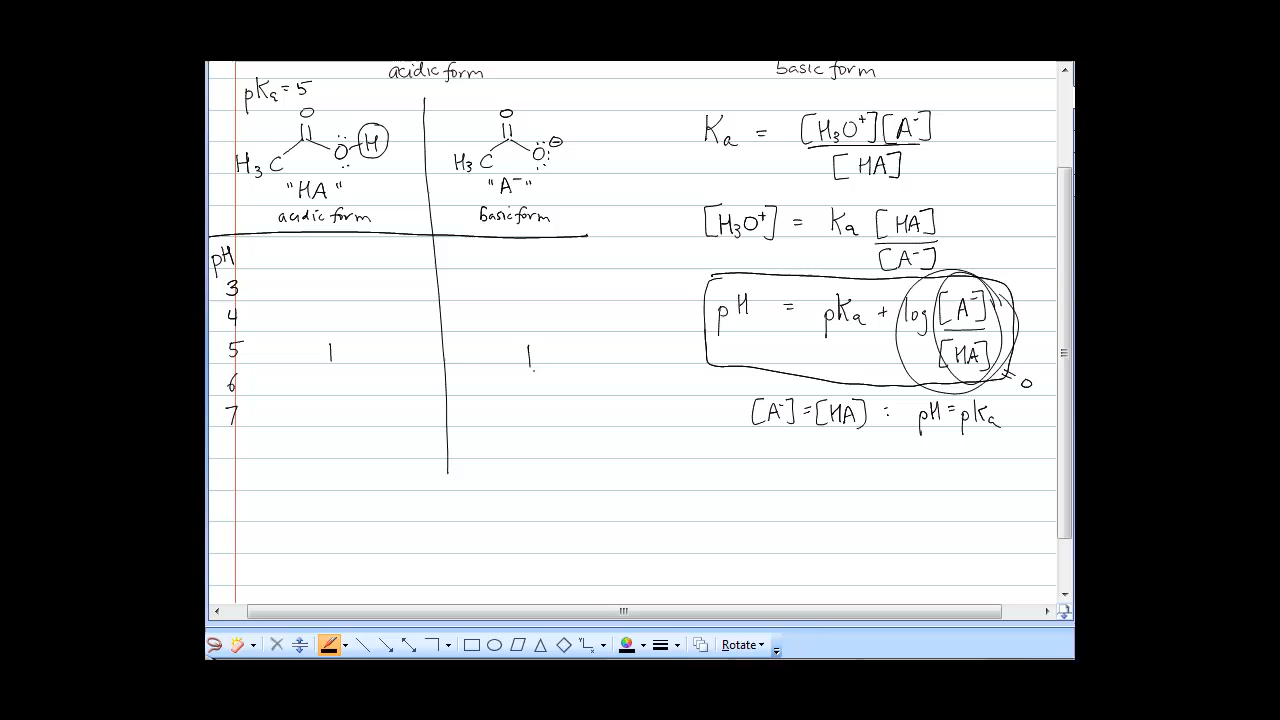 acidic form
basic form
pKa = 5
O
H3C O H
"HA"
acidic form
O
H3C O ⊖
"A-"
basic form
Ka = [H3O+][A-]
[HA]
[H3O+] = Ka [HA]
[A-]
pH = pKa + log [A-]
[HA]
0
[A-] = [HA] : pH = pKa
pH
3
4
5 1 1
6
7
Rotate